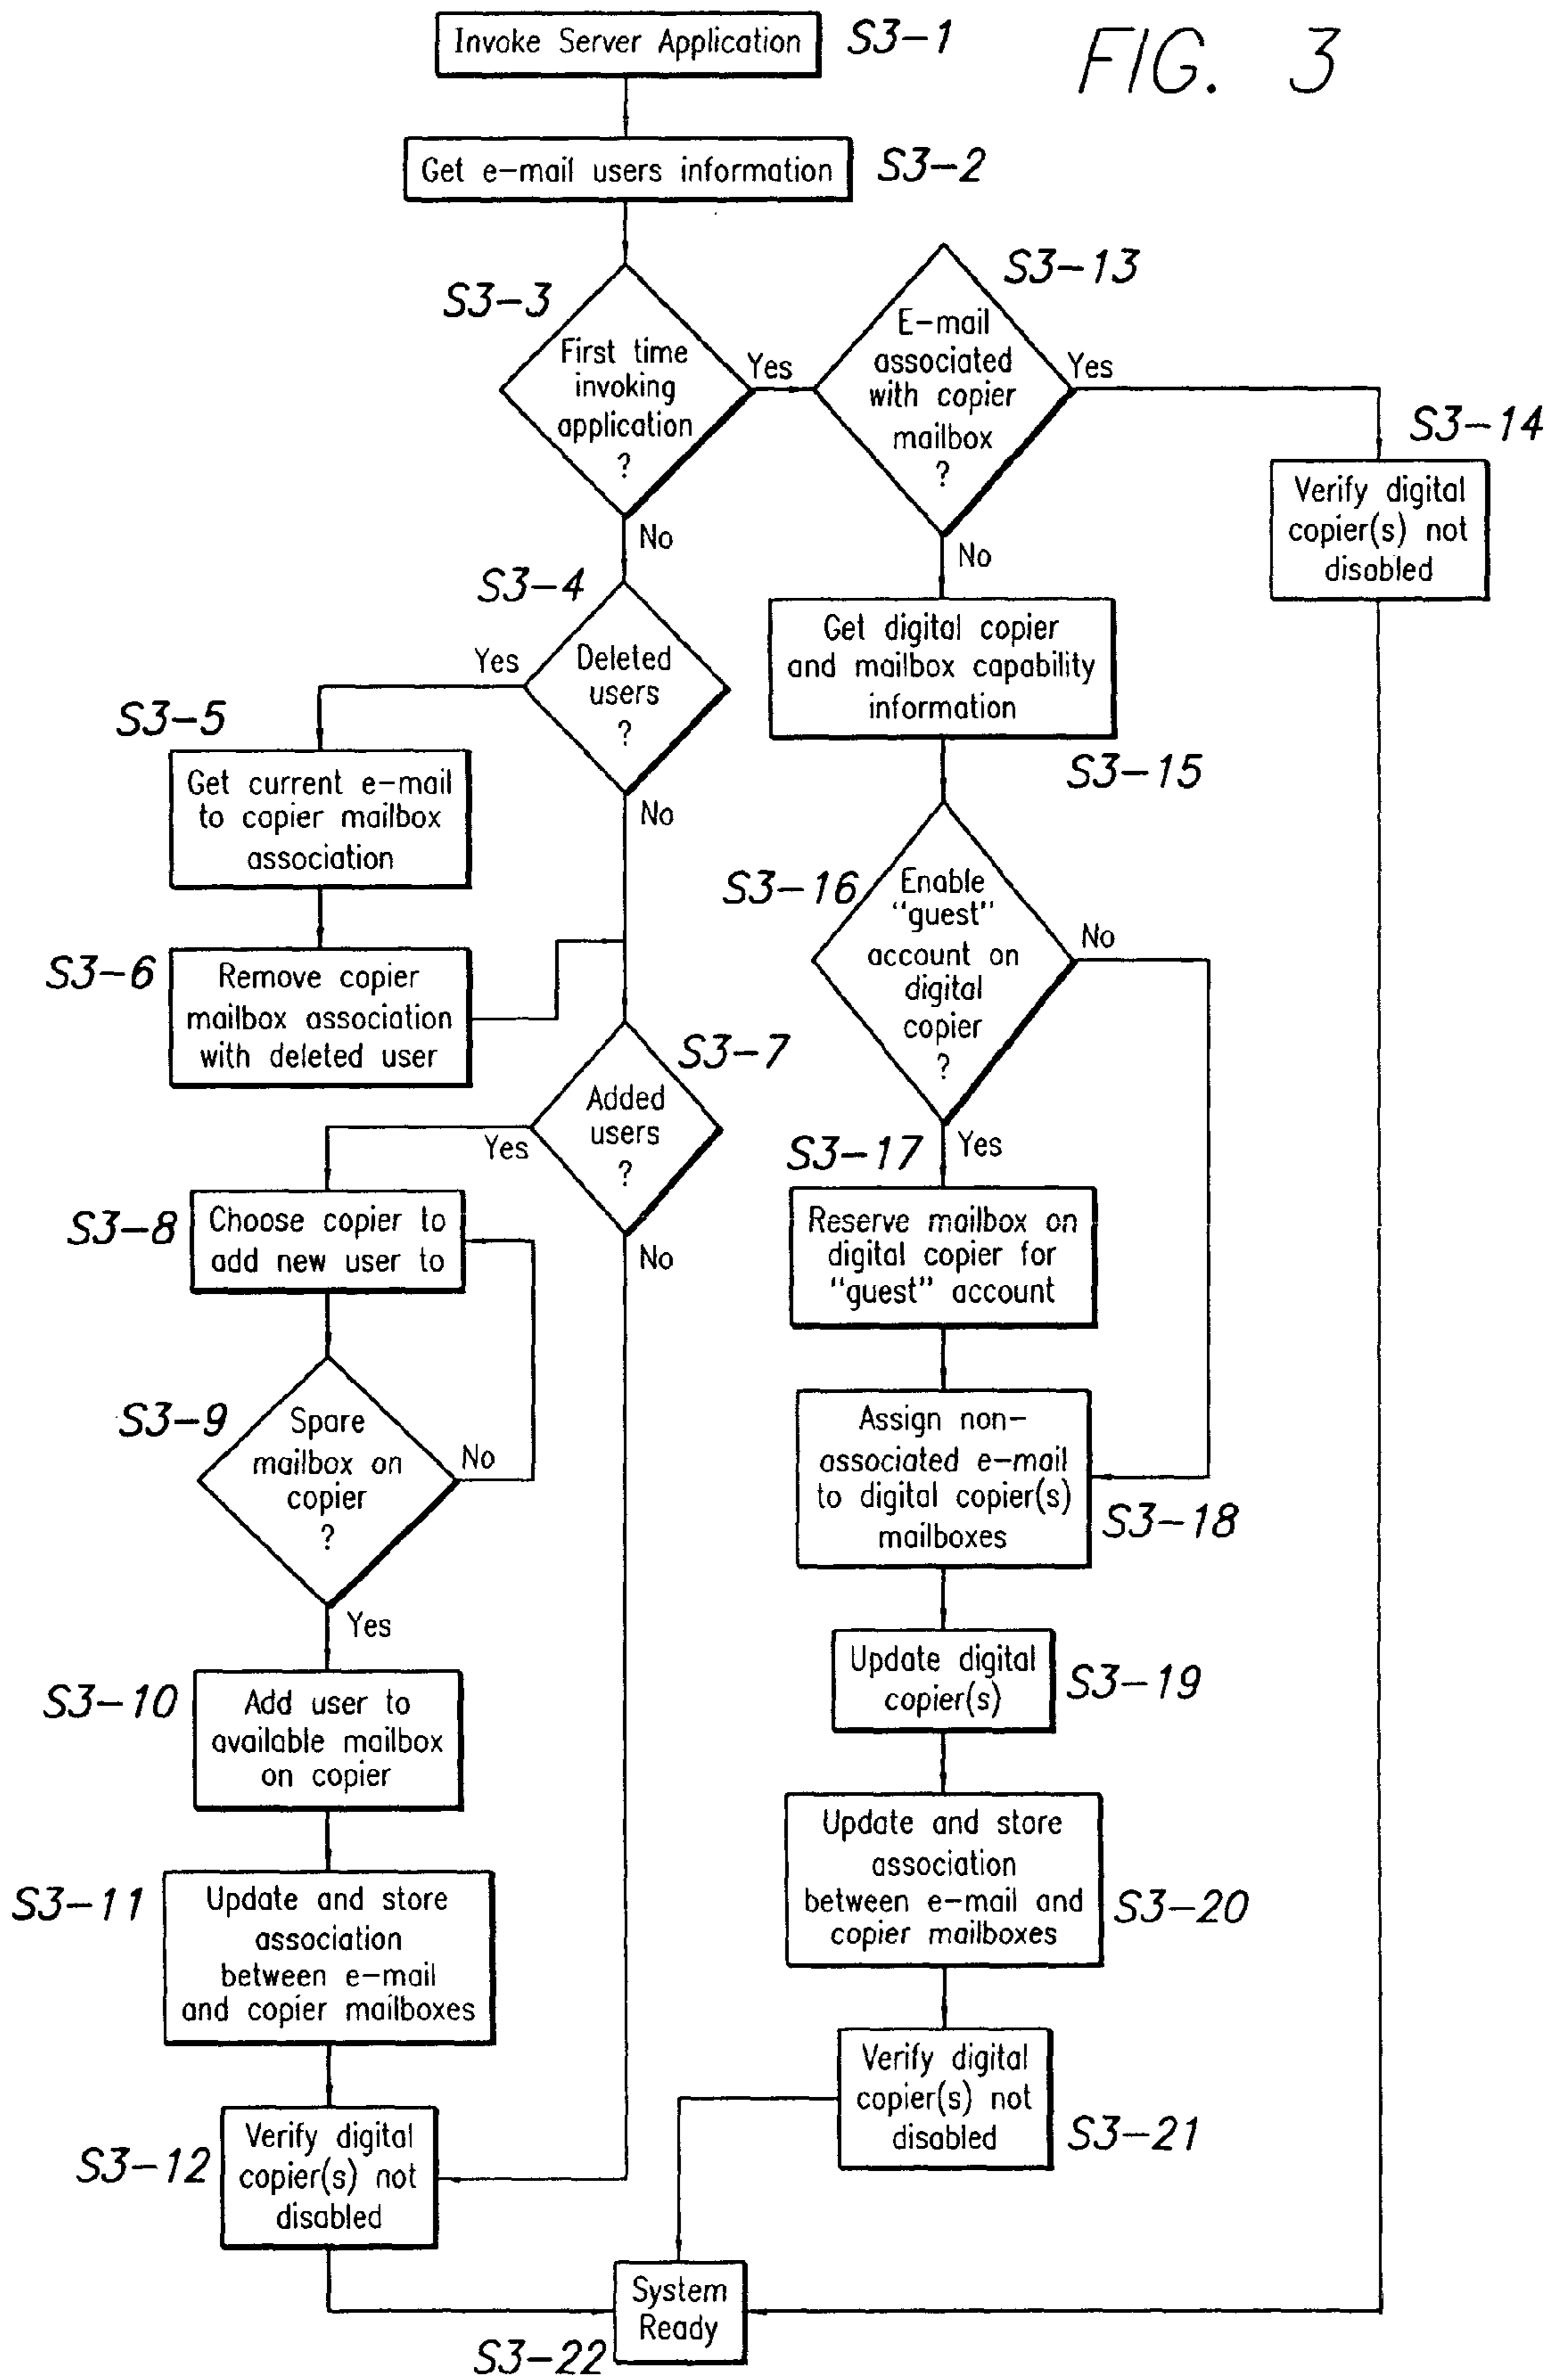 FIG. 3
Invoke Server Application
S3-1
Get e-mail users information
S3-2
S3-3
First time
invoking
application
?
Yes
No
S3-13
E-mail
associated
with copier
mailbox
?
Yes
No
S3-14
Verify digital
copier(s) not
disabled
S3-4
Deleted
users
?
Yes
No
S3-5
Get current e-mail
to copier mailbox
association
S3-6
Remove copier
mailbox association
with deleted user
S3-7
Added
users
?
Yes
No
S3-8
Choose copier to
add new user to
S3-9
Spare
mailbox on
copier
?
No
Yes
S3-10
Add user to
available mailbox
on copier
S3-11
Update and store
association
between e-mail
and copier mailboxes
S3-12
Verify digital
copier(s) not
disabled
Get digital copier
and mailbox capability
information
S3-15
S3-16
Enable
"guest"
account on
digital
copier
?
No
Yes
S3-17
Reserve mailbox on
digital copier for
"guest" account
Assign non-
associated e-mail
to digital copier(s)
mailboxes
S3-18
Update digital
copier(s)
S3-19
Update and store
association
between e-mail and
copier mailboxes
S3-20
Verify digital
copier(s) not
disabled
S3-21
System
Ready
S3-22